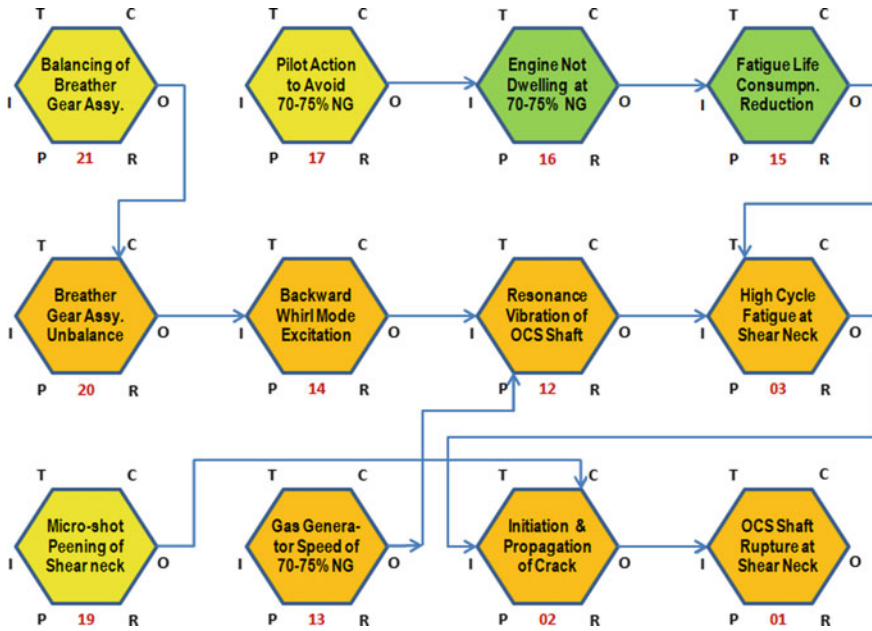 T C T C T C T C
Balancing of
Breather
Gear Assy.
Pilot Action
to Avoid
70-75% NG
Engine Not
Dwelling at
70-75% NG
Fatigue Life
Consumpn.
Reduction
I O I O I O I O
P 21 R P 17 R P 16 R P 15 R
T C T C T C T C
Breather
Gear Assy.
Unbalance
Backward
Whirl Mode
Excitation
Resonance
Vibration of
OCS Shaft
High Cycle
Fatigue at
Shear Neck
I O I O I O I O
P 20 R P 14 R P 12 R P 03 R
T C T C T C T C
Micro-shot
Peening of
Shear neck
Gas Genera-
tor Speed of
70-75% NG
Initiation &
Propagation
of Crack
OCS Shaft
Rupture at
Shear Neck
I O I O I O I O
P 19 R P 13 R P 02 R P 01 R